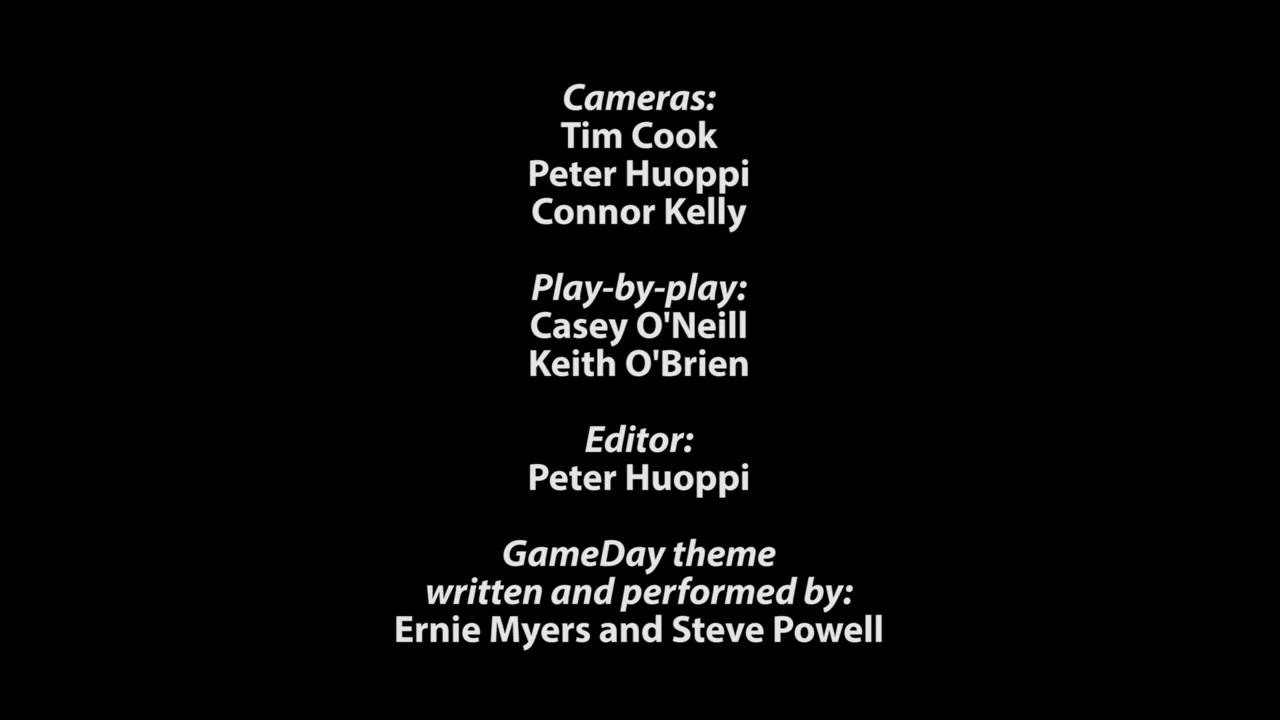 Cameras:
Tim Cook
Peter Huoppi
Connor Kelly
Play-by-play:
Casey O'Neill
Keith O'Brien
Editor:
Peter Huoppi
GameDay theme
written and performed by:
Ernie Myers and Steve Powell